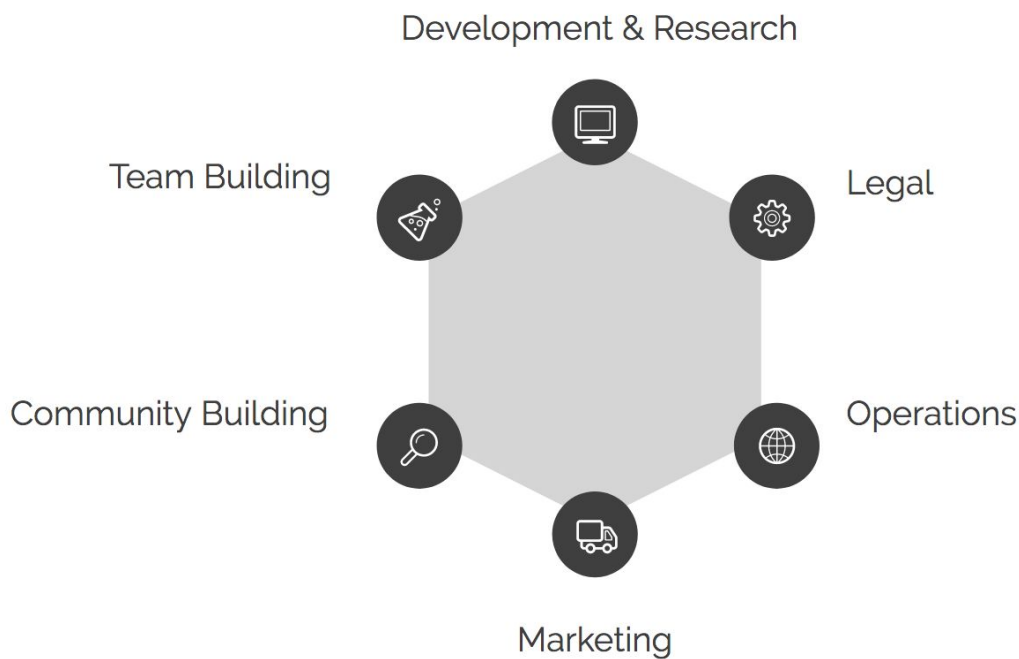 Development & Research
Team Building
Legal
Community Building
Operations
Marketing